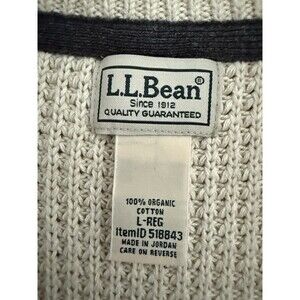 L.L.Bean®
Since 1912
QUALITY GUARANTEED
100% ORGANIC
COTTON
L-REG
ItemID 518843
MADE IN JORDAN
CARE ON REVERSE